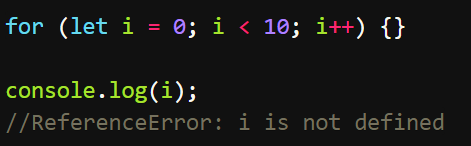 for (let i = 0; i < 10; i++) {}
console.log(i);
//ReferenceError: i is not defined